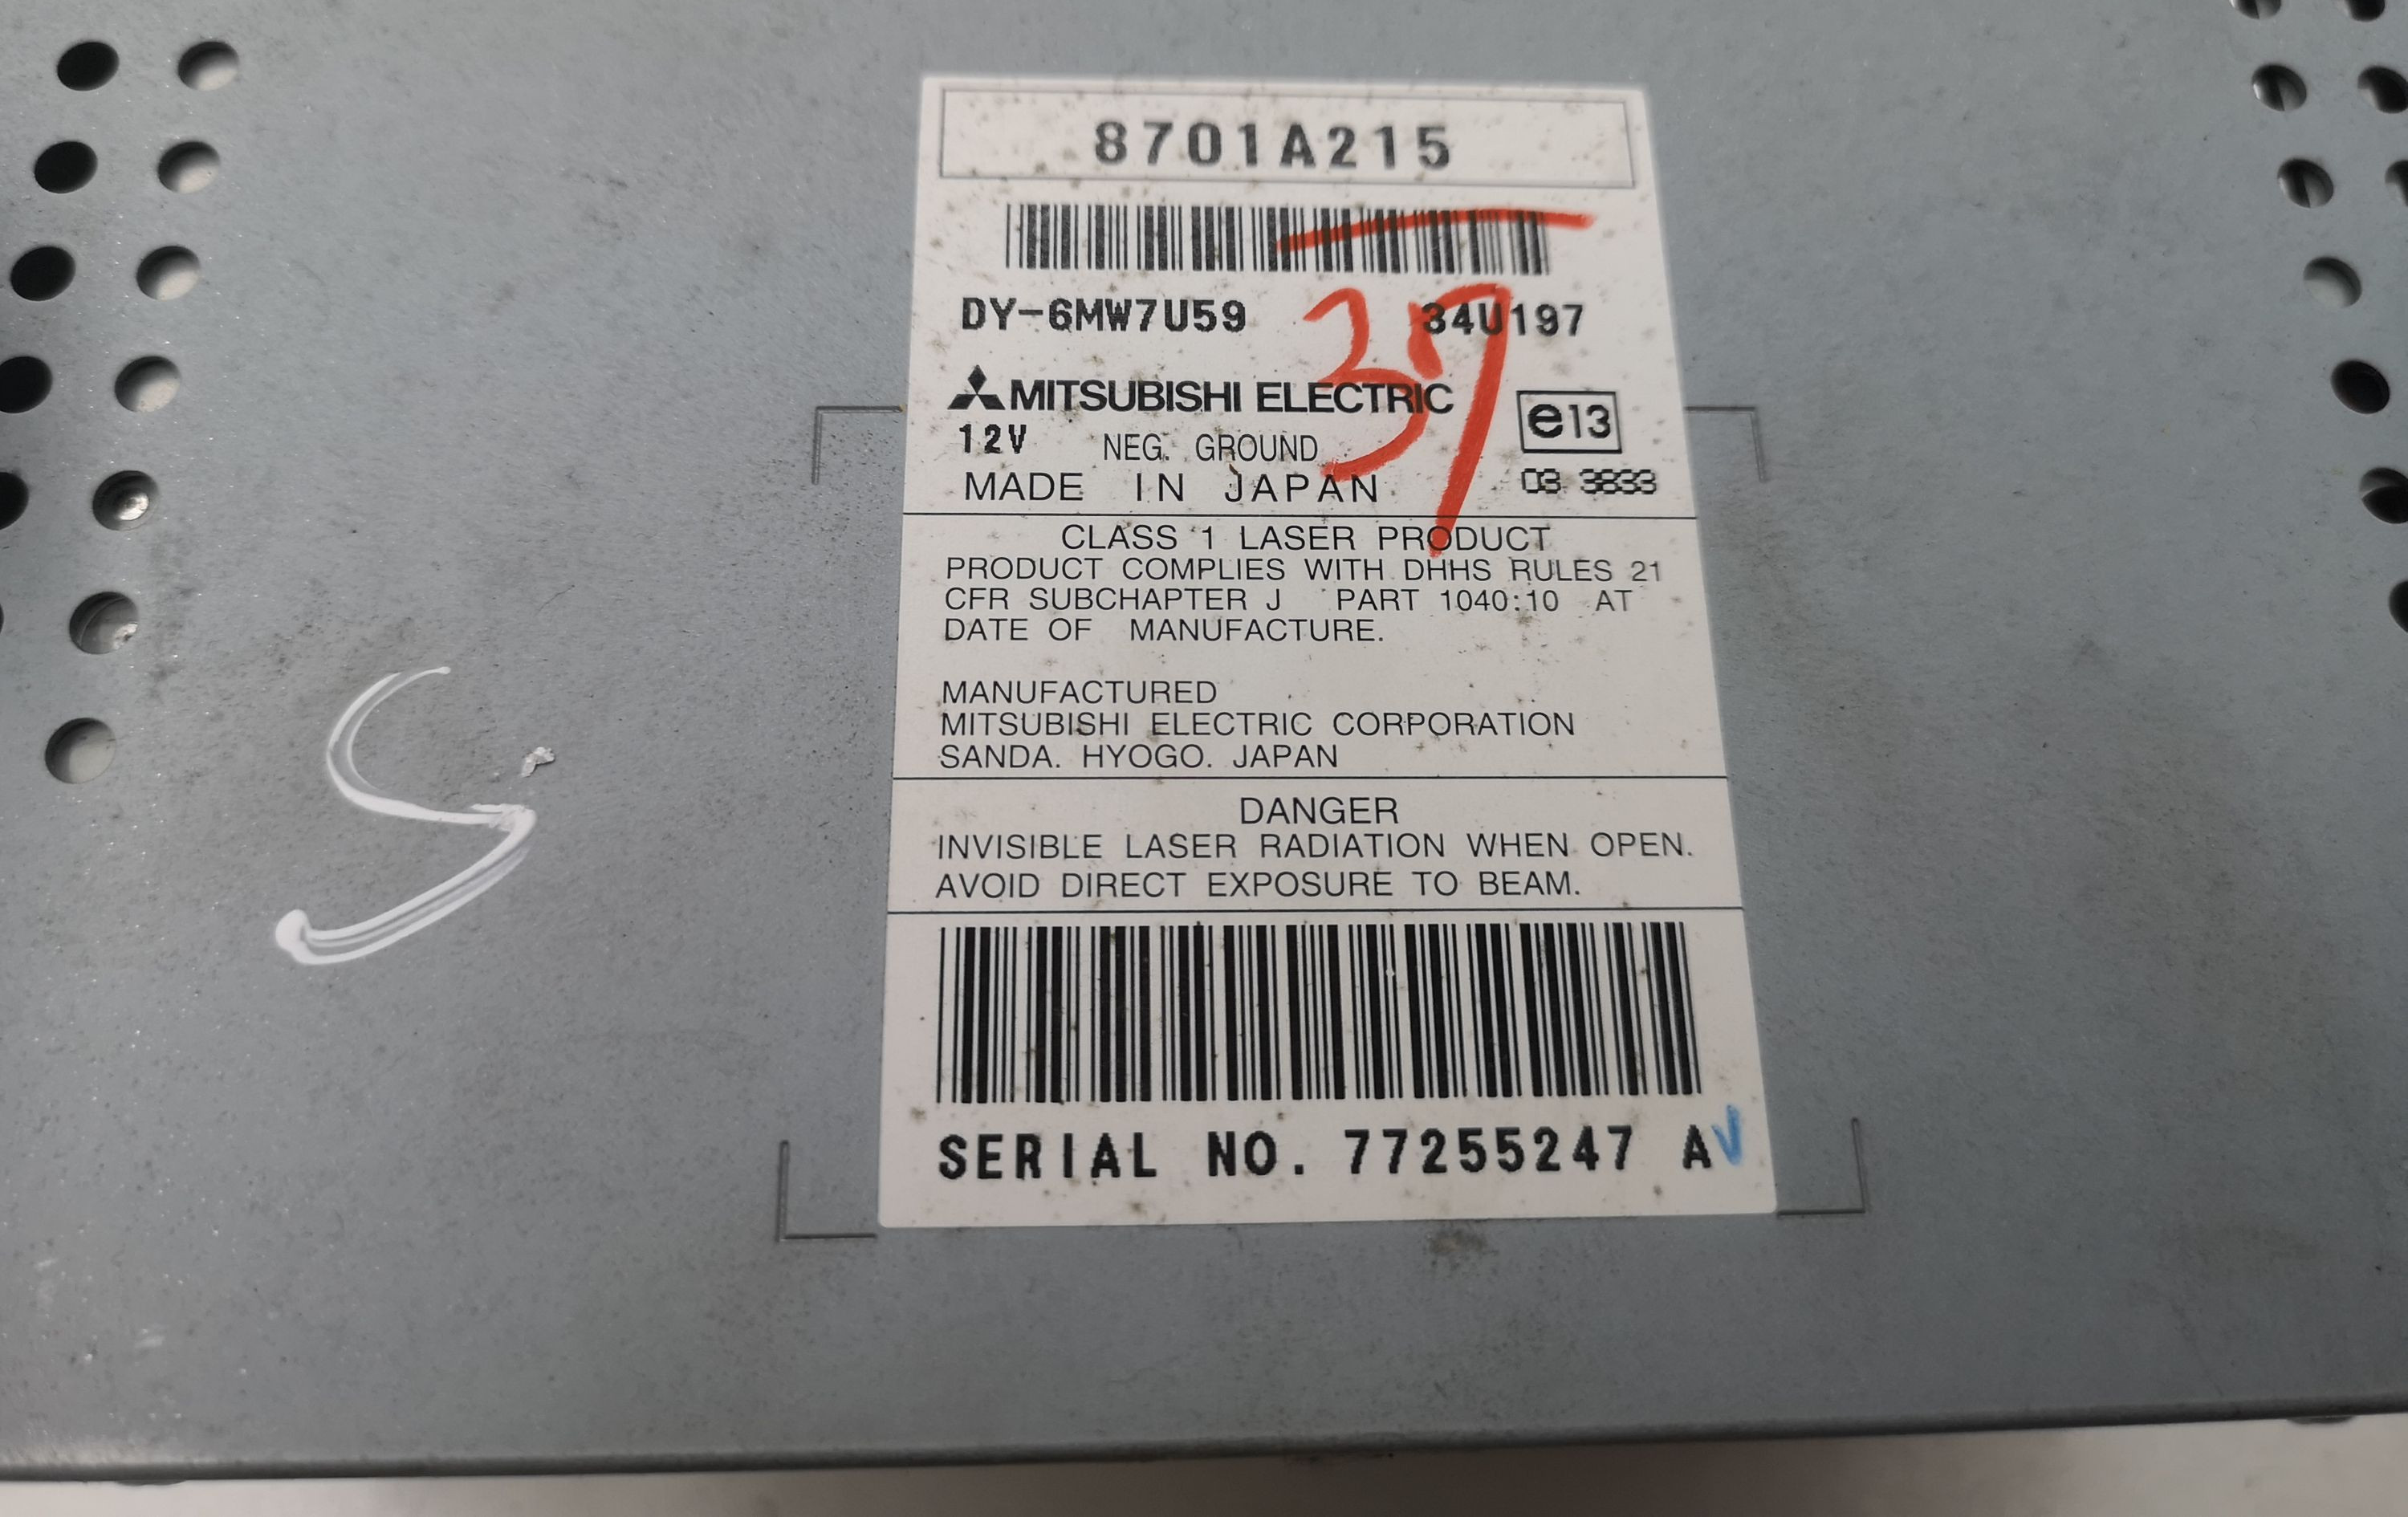 8701A215
DY-6MW7U59 34U197
37
MITSUBISHI ELECTRIC
e13
12V NEG. GROUND
MADE IN JAPAN 03 3833
CLASS 1 LASER PRODUCT
PRODUCT COMPLIES WITH DHHS RULES 21
CFR SUBCHAPTER J PART 1040:10 AT
DATE OF MANUFACTURE.
MANUFACTURED
MITSUBISHI ELECTRIC CORPORATION
SANDA. HYOGO. JAPAN
DANGER
INVISIBLE LASER RADIATION WHEN OPEN.
AVOID DIRECT EXPOSURE TO BEAM.
SERIAL NO. 77255247 A
S